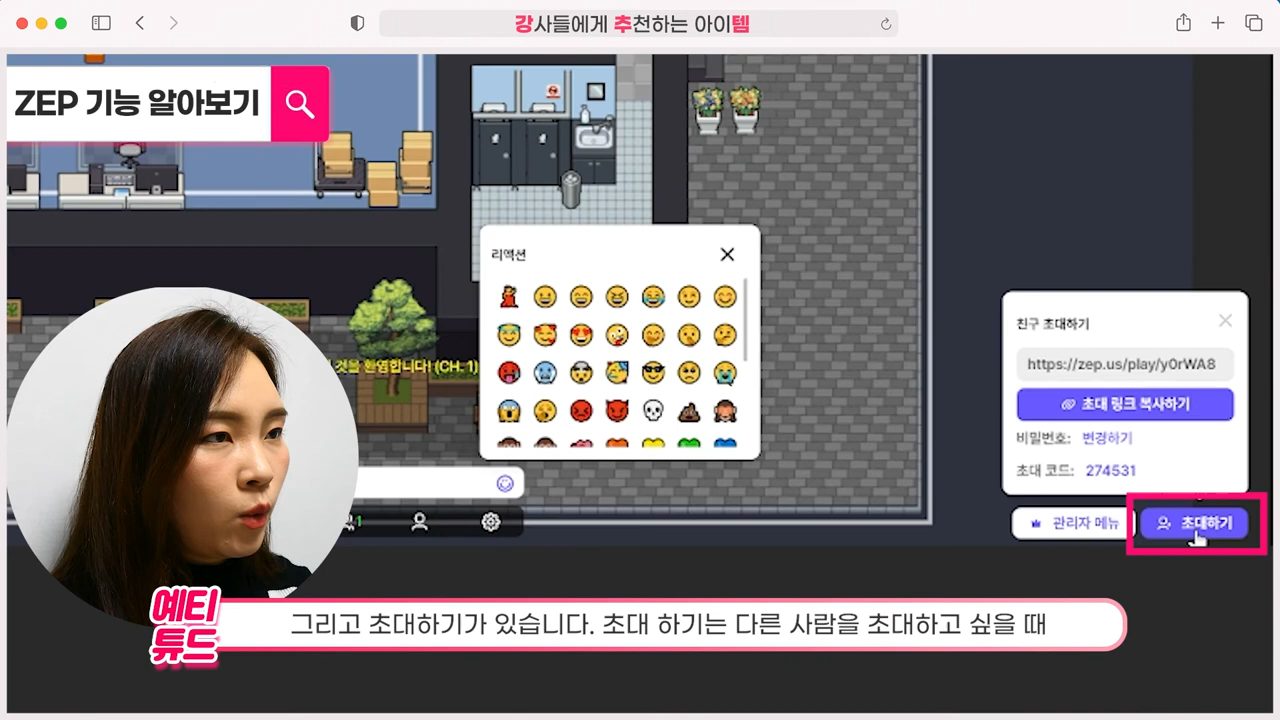 강사들에게 추천하는 아이템
ZEP 기능 알아보기
리액션
것을 환영합니다! (CH. 1)
친구 초대하기
https://zep.us/play/y0rWA8
초대 링크 복사하기
비밀번호: 변경하기
초대 코드: 274531
1
관리자 메뉴
초대하기
예티
튜드
그리고 초대하기가 있습니다. 초대 하기는 다른 사람을 초대하고 싶을 때